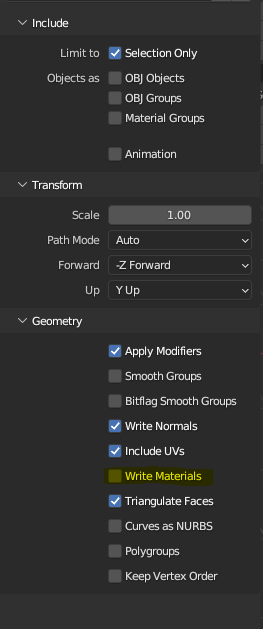 Include
Limit to Selection Only
Objects as OBJ Objects
OBJ Groups
Material Groups
Animation
Transform
Scale 1.00
Path Mode Auto
Forward -Z Forward
Up Y Up
Geometry
Apply Modifiers
Smooth Groups
Bitflag Smooth Groups
Write Normals
Include UVs
Write Materials
Triangulate Faces
Curves as NURBS
Polygroups
Keep Vertex Order